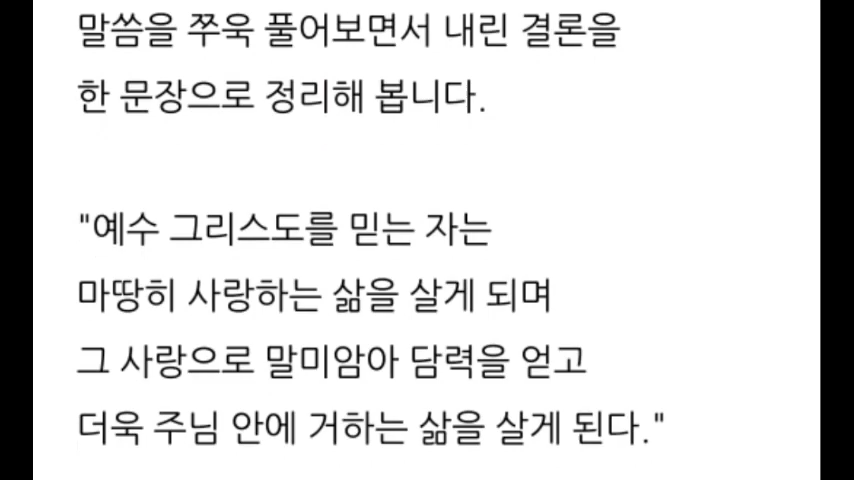 말씀을 쭈욱 풀어보면서 내린 결론을
한 문장으로 정리해 봅니다.
"예수 그리스도를 믿는 자는
마땅히 사랑하는 삶을 살게 되며
그 사랑으로 말미암아 담력을 얻고
더욱 주님 안에 거하는 삶을 살게 된다."